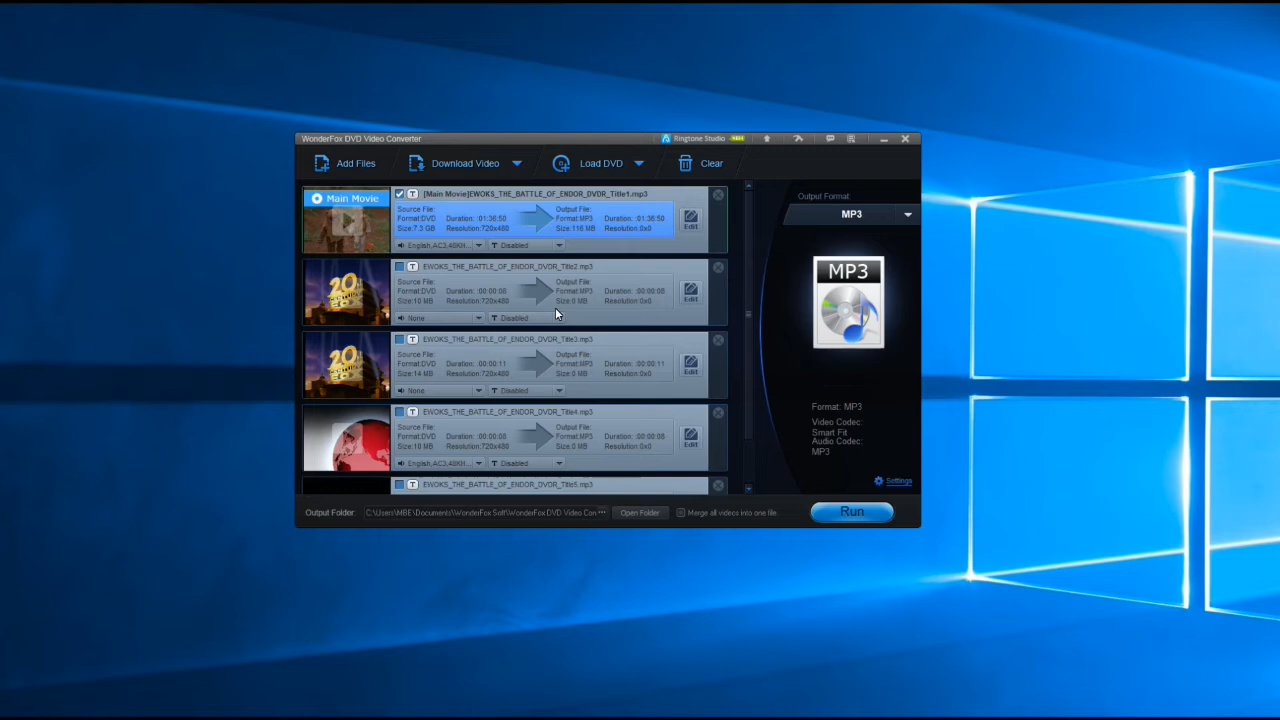 WonderFox DVD Video Converter
Ringtone Studio
Add Files
Download Video
Load DVD
Clear
Main Movie
T [Main Movie]EWOKS_THE_BATTLE_OF_ENDOR_DVDR_Title1.mp3
Source File: Output File:
Format:DVD Duration: :01:36:50 Format:MP3 Duration: :01:36:50
Size:7.3 GB Resolution:720x480 Size:116 MB Resolution:0x0
English,AC3,48KH... T Disabled
Edit
T EWOKS_THE_BATTLE_OF_ENDOR_DVDR_Title2.mp3
Source File: Output File:
Format:DVD Duration: :00:00:08 Format:MP3 Duration: :00:00:08
Size:10 MB Resolution:720x480 Size:0 MB Resolution:0x0
None T Disabled
Edit
20
T EWOKS_THE_BATTLE_OF_ENDOR_DVDR_Title3.mp3
Source File: Output File:
Format:DVD Duration: :00:00:11 Format:MP3 Duration: :00:00:11
Size:14 MB Resolution:720x480 Size:0 MB Resolution:0x0
None T Disabled
Edit
20
T EWOKS_THE_BATTLE_OF_ENDOR_DVDR_Title4.mp3
Source File: Output File:
Format:DVD Duration: :00:00:08 Format:MP3 Duration: :00:00:08
Size:10 MB Resolution:720x480 Size:0 MB Resolution:0x0
English,AC3,48KH... T Disabled
Edit
T EWOKS_THE_BATTLE_OF_ENDOR_DVDR_Title5.mp3
Output Format:
MP3
MP3
Format: MP3
Video Codec:
Smart Fit
Audio Codec:
MP3
Settings
Output Folder: C:\Users\MBE\Documents\WonderFox Soft\WonderFox DVD Video Con ... Open Folder Merge all videos into one file. Run